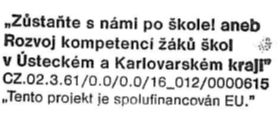 „Zůstaňte s námi po škole! aneb
Rozvoj kompetencí žáků škol
v Ústeckém a Karlovarském kraji"
CZ.02.3.61/0.0/0.0/16_012/0000615
„Tento projekt je spolufinancován EU."